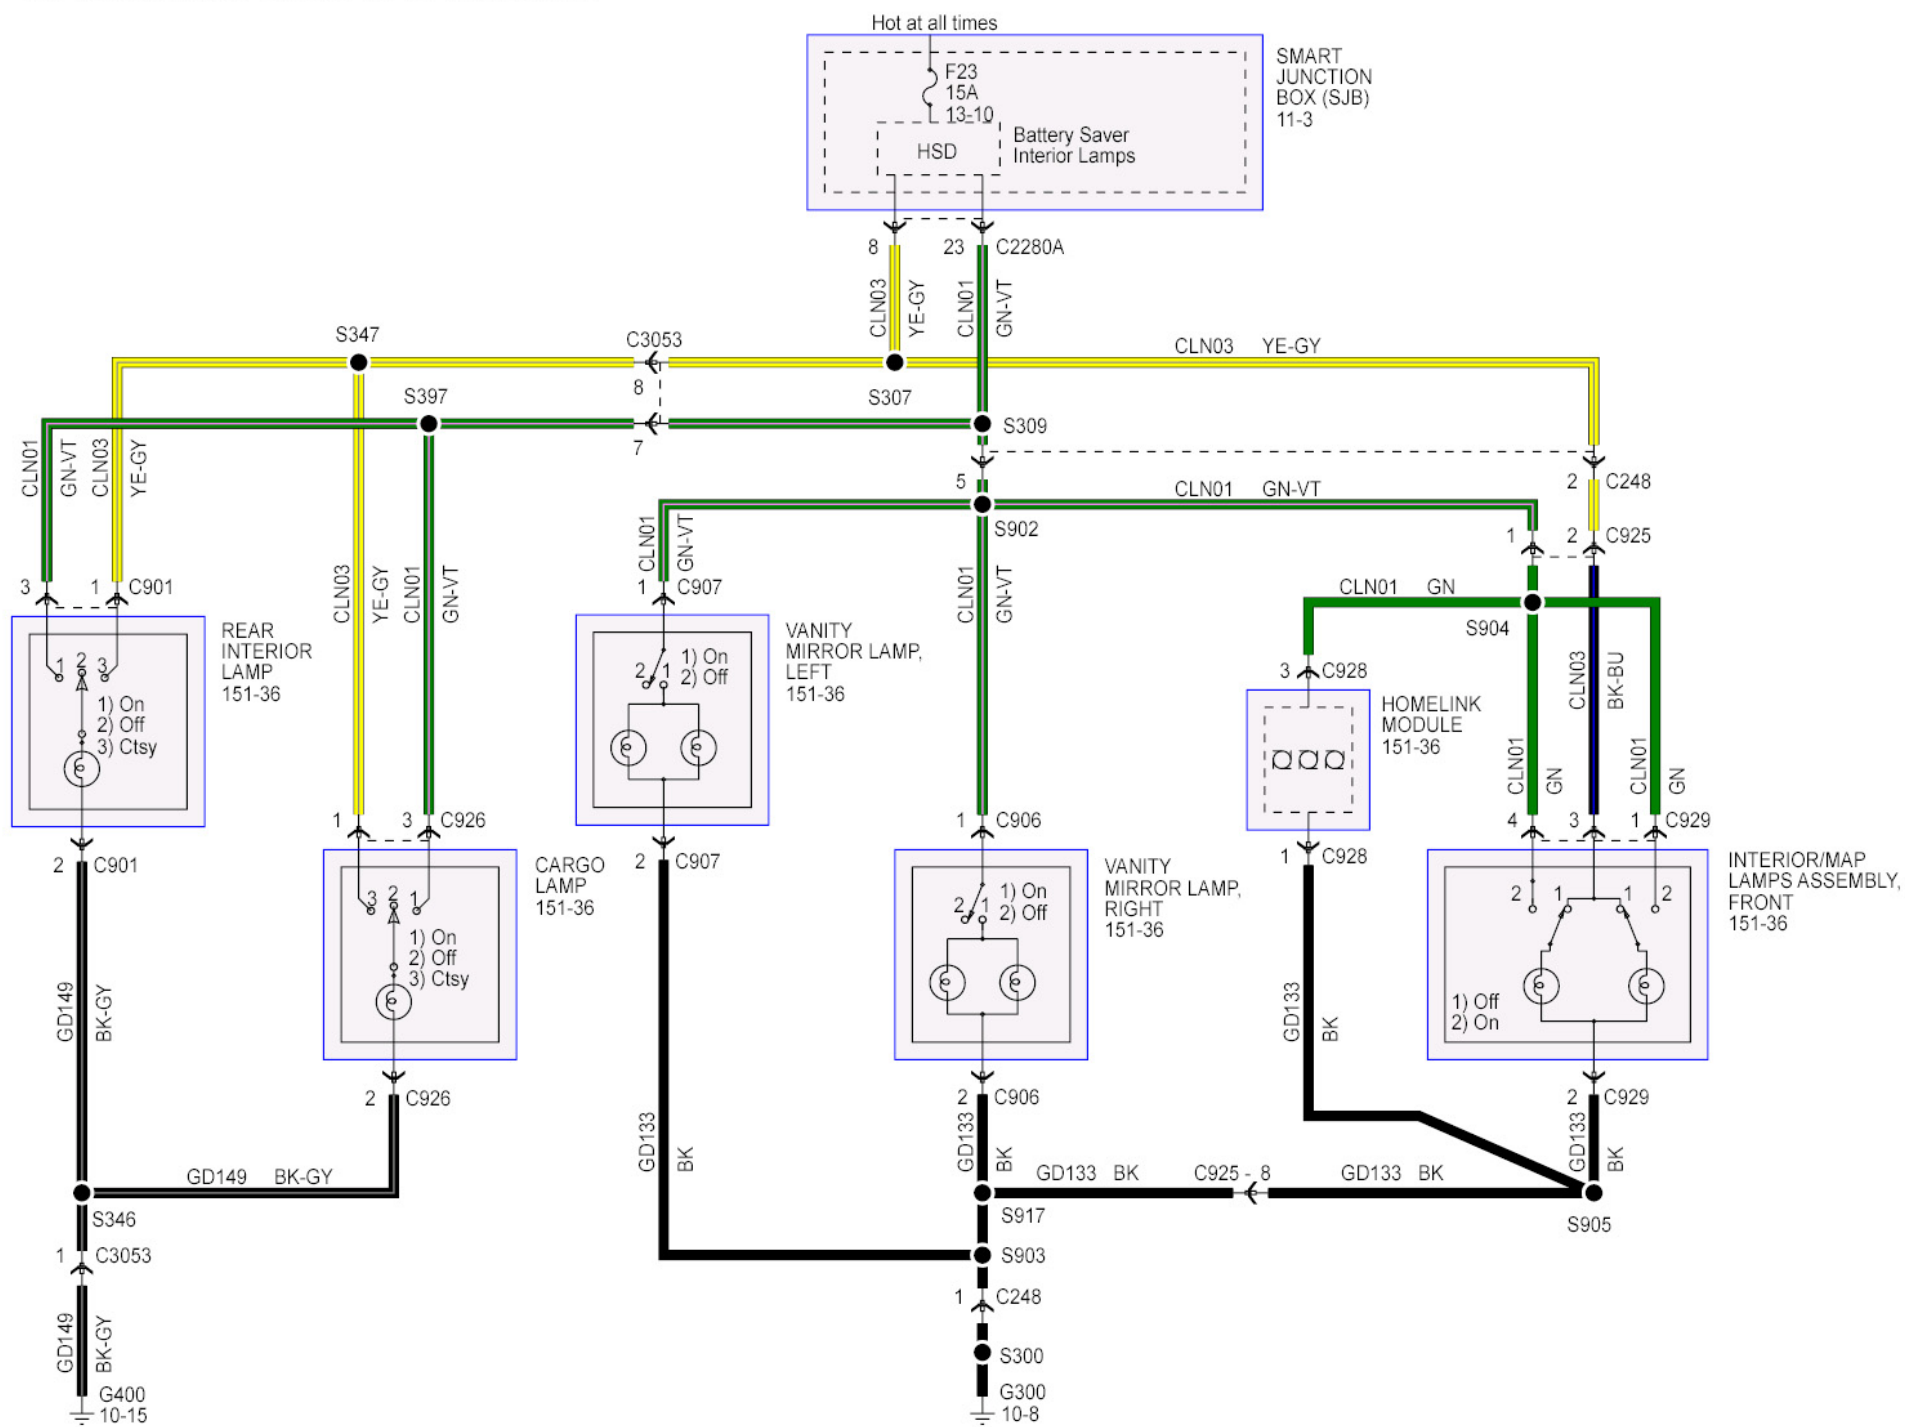 Hot at all times
F23
15A
13-10
HSD
Battery Saver
Interior Lamps
SMART
JUNCTION
BOX (SJB)
11-3
8
23
C2280A
CLN03
YE-GY
CLN01
GN-VT
S347
C3053
8
S307
CLN03 YE-GY
S397
7
S309
CLN01
GN-VT
CLN03
YE-GY
5
2
C248
CLN01 GN-VT
S902
1
2
C925
CLN01
GN-VT
3
1
C901
CLN03
YE-GY
CLN01
GN-VT
1
C907
CLN01
GN-VT
CLN01 GN
S904
REAR
INTERIOR
LAMP
151-36
1
2
3
1) On
2) Off
3) Ctsy
VANITY
MIRROR LAMP,
LEFT
151-36
2
1
1) On
2) Off
3
C928
HOMELINK
MODULE
151-36
CLN03
BK-BU
CLN01
GN
CLN01
GN
1
3
C926
1
C906
4
3
1
C929
2
C901
2
C907
1
C928
CARGO
LAMP
151-36
3
2
1
1) On
2) Off
3) Ctsy
VANITY
MIRROR LAMP,
RIGHT
151-36
2
1
1) On
2) Off
INTERIOR/MAP
LAMPS ASSEMBLY,
FRONT
151-36
2
1
1
2
1) Off
2) On
GD149
BK-GY
GD133
BK
2
C926
2
C906
2
C929
GD133
BK
GD133
BK
GD133
BK
GD149 BK-GY
GD133 BK
C925 - 8
GD133 BK
S346
S917
S905
1
C3053
S903
1
C248
GD149
BK-GY
S300
G400
10-15
G300
10-8